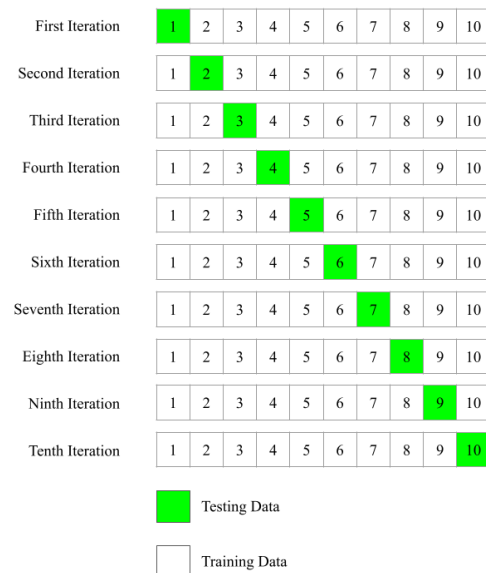 First Iteration 1 2 3 4 5 6 7 8 9 10
Second Iteration 1 2 3 4 5 6 7 8 9 10
Third Iteration 1 2 3 4 5 6 7 8 9 10
Fourth Iteration 1 2 3 4 5 6 7 8 9 10
Fifth Iteration 1 2 3 4 5 6 7 8 9 10
Sixth Iteration 1 2 3 4 5 6 7 8 9 10
Seventh Iteration 1 2 3 4 5 6 7 8 9 10
Eighth Iteration 1 2 3 4 5 6 7 8 9 10
Ninth Iteration 1 2 3 4 5 6 7 8 9 10
Tenth Iteration 1 2 3 4 5 6 7 8 9 10
Testing Data
Training Data